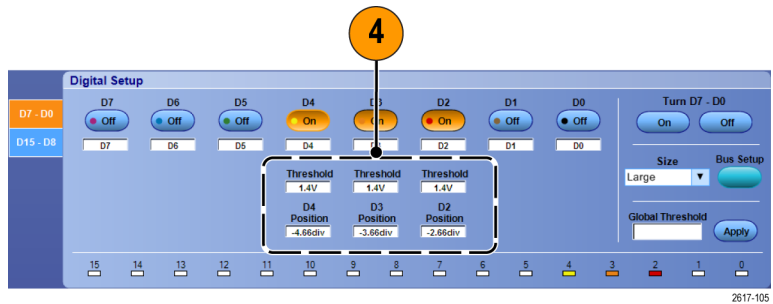 4
Digital Setup
D7 - D0
D15 - D8
D7 D6 D5 D4 D3 D2 D1 D0
Off Off Off On On On Off Off
D7 D6 D5 D4 D3 D2 D1 D0
Threshold Threshold Threshold
1.4V 1.4V 1.4V
D4 D3 D2
Position Position Position
-4.66div -3.66div -2.66div
Turn D7 - D0
On Off
Size Bus Setup
Large
Global Threshold
Apply
15 14 13 12 11 10 9 8 7 6 5 4 3 2 1 0
2617-105